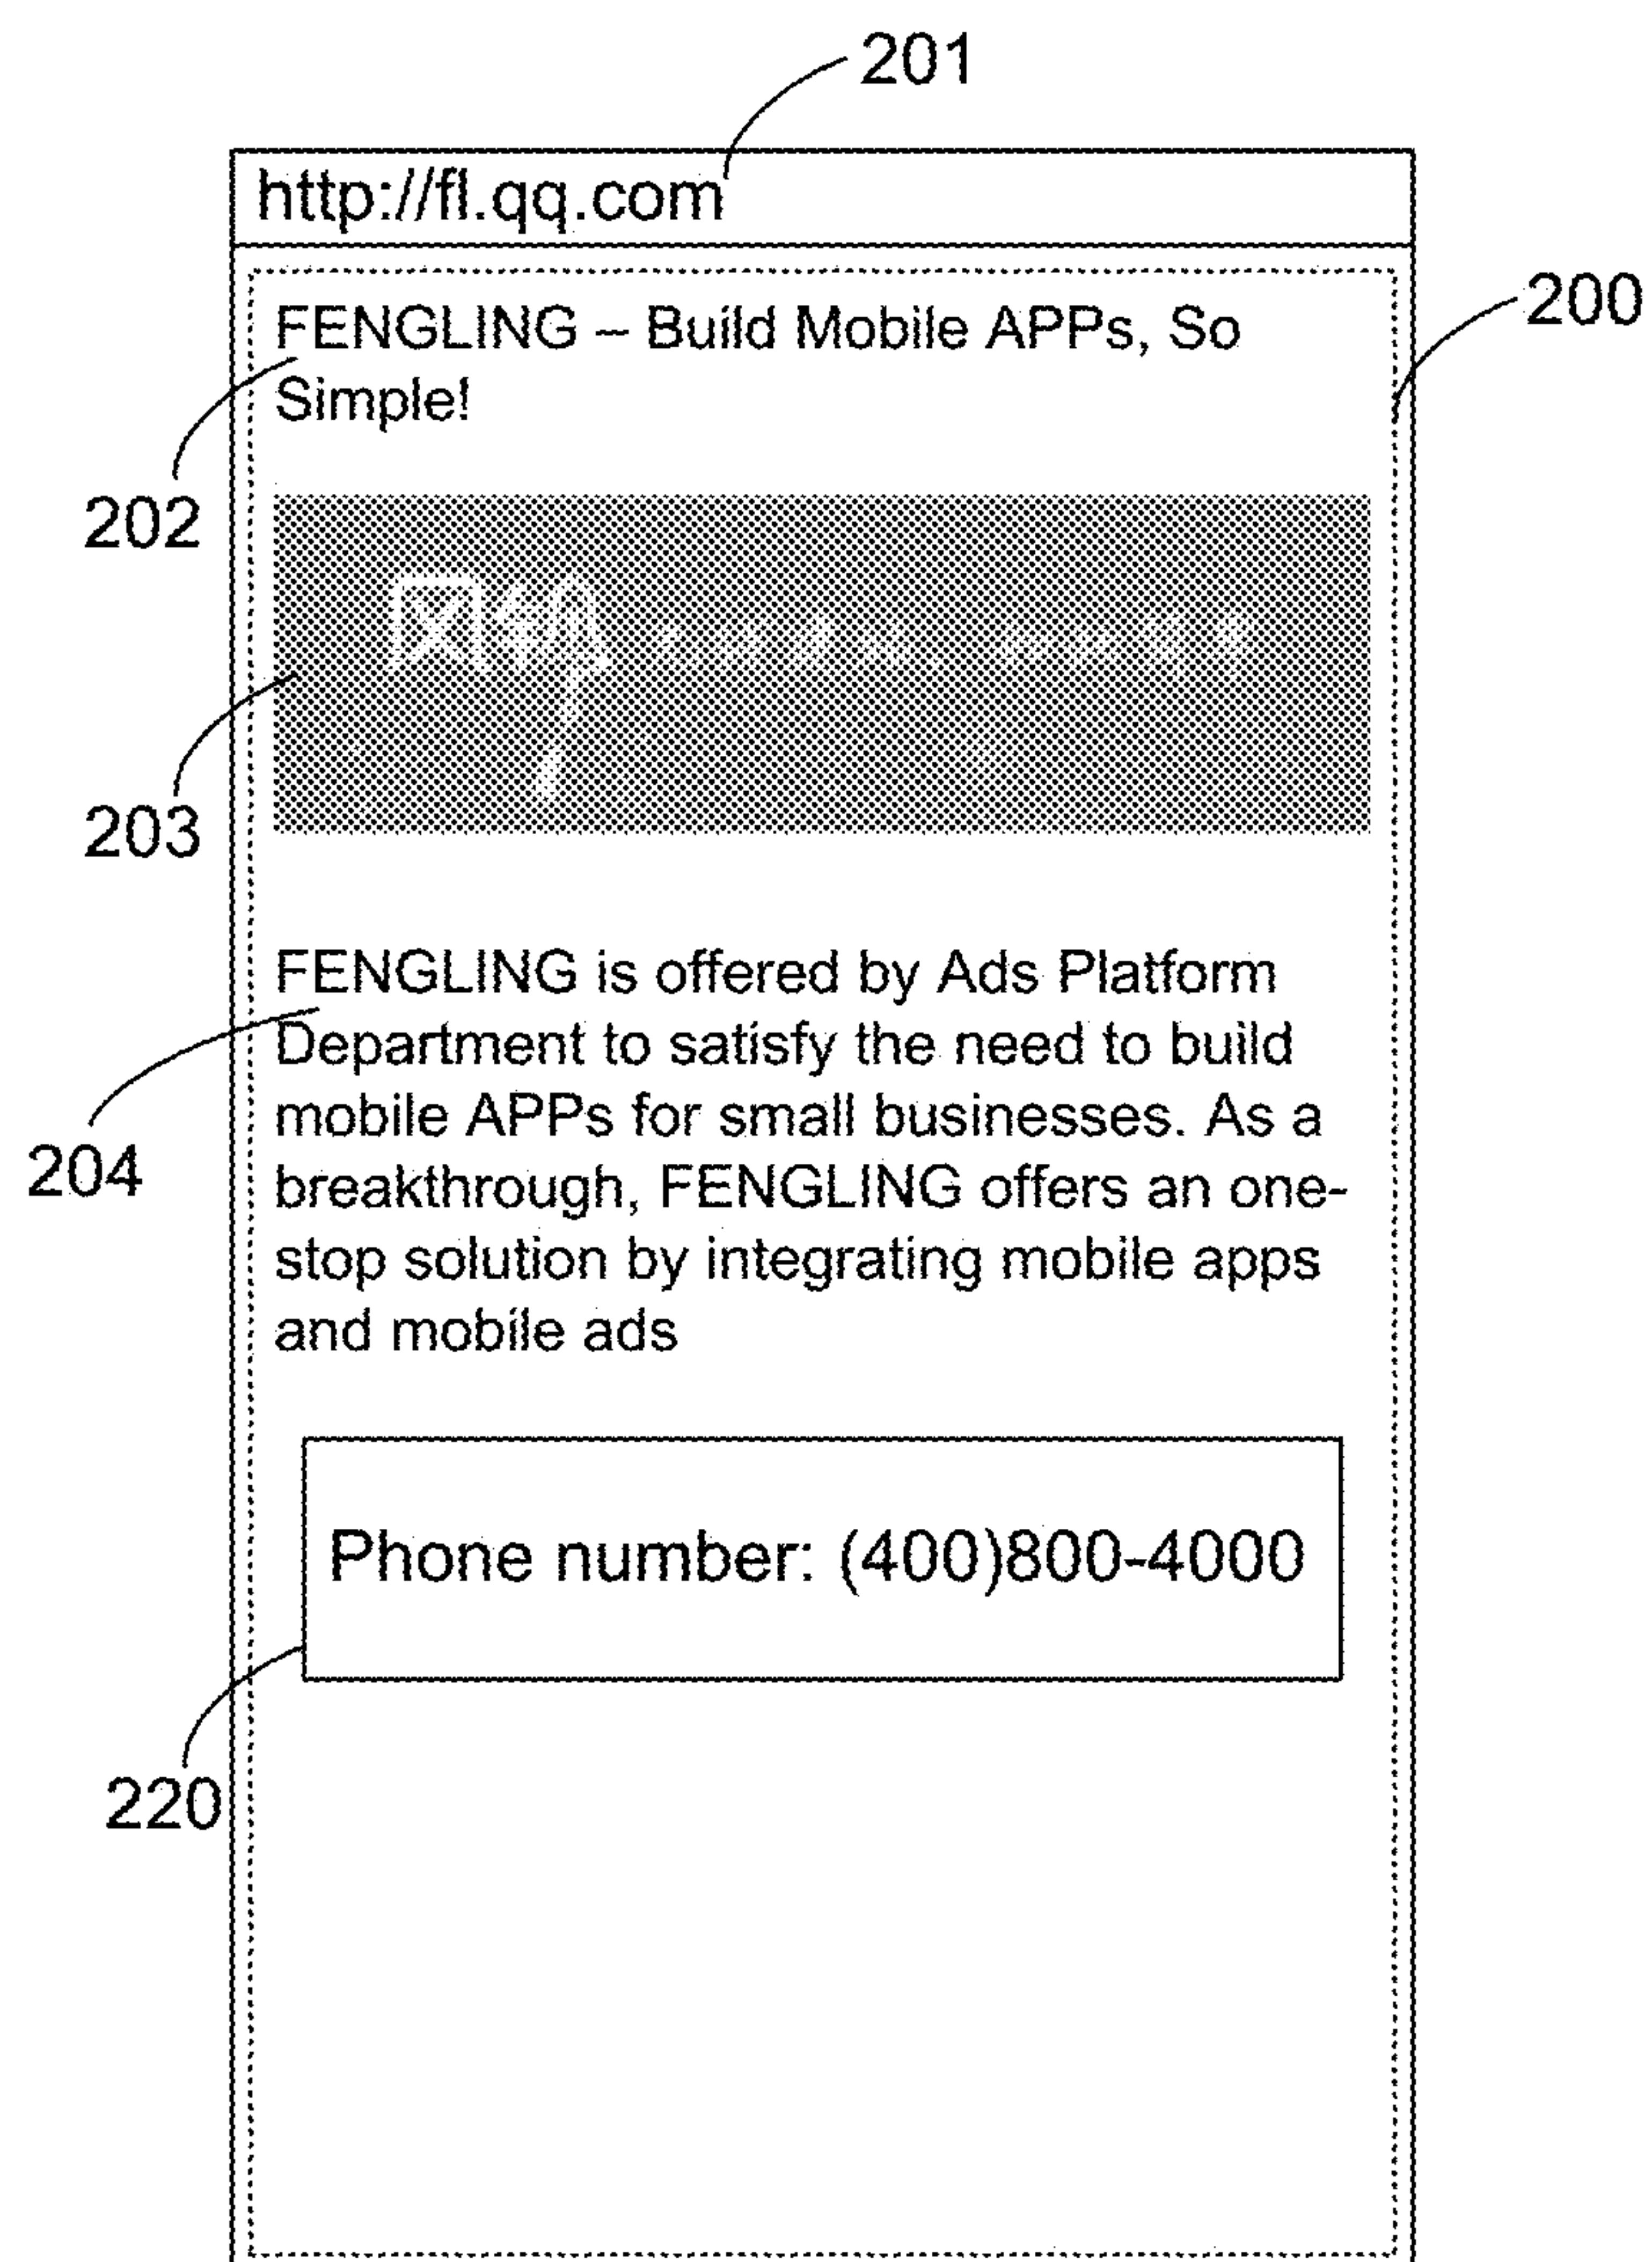 201
http://fl.qq.com
200
FENGLING – Build Mobile APPs, So
Simple!
202
风铃
203
FENGLING is offered by Ads Platform
Department to satisfy the need to build
mobile APPs for small businesses. As a
breakthrough, FENGLING offers an one-
stop solution by integrating mobile apps
and mobile ads
204
Phone number: (400)800-4000
220